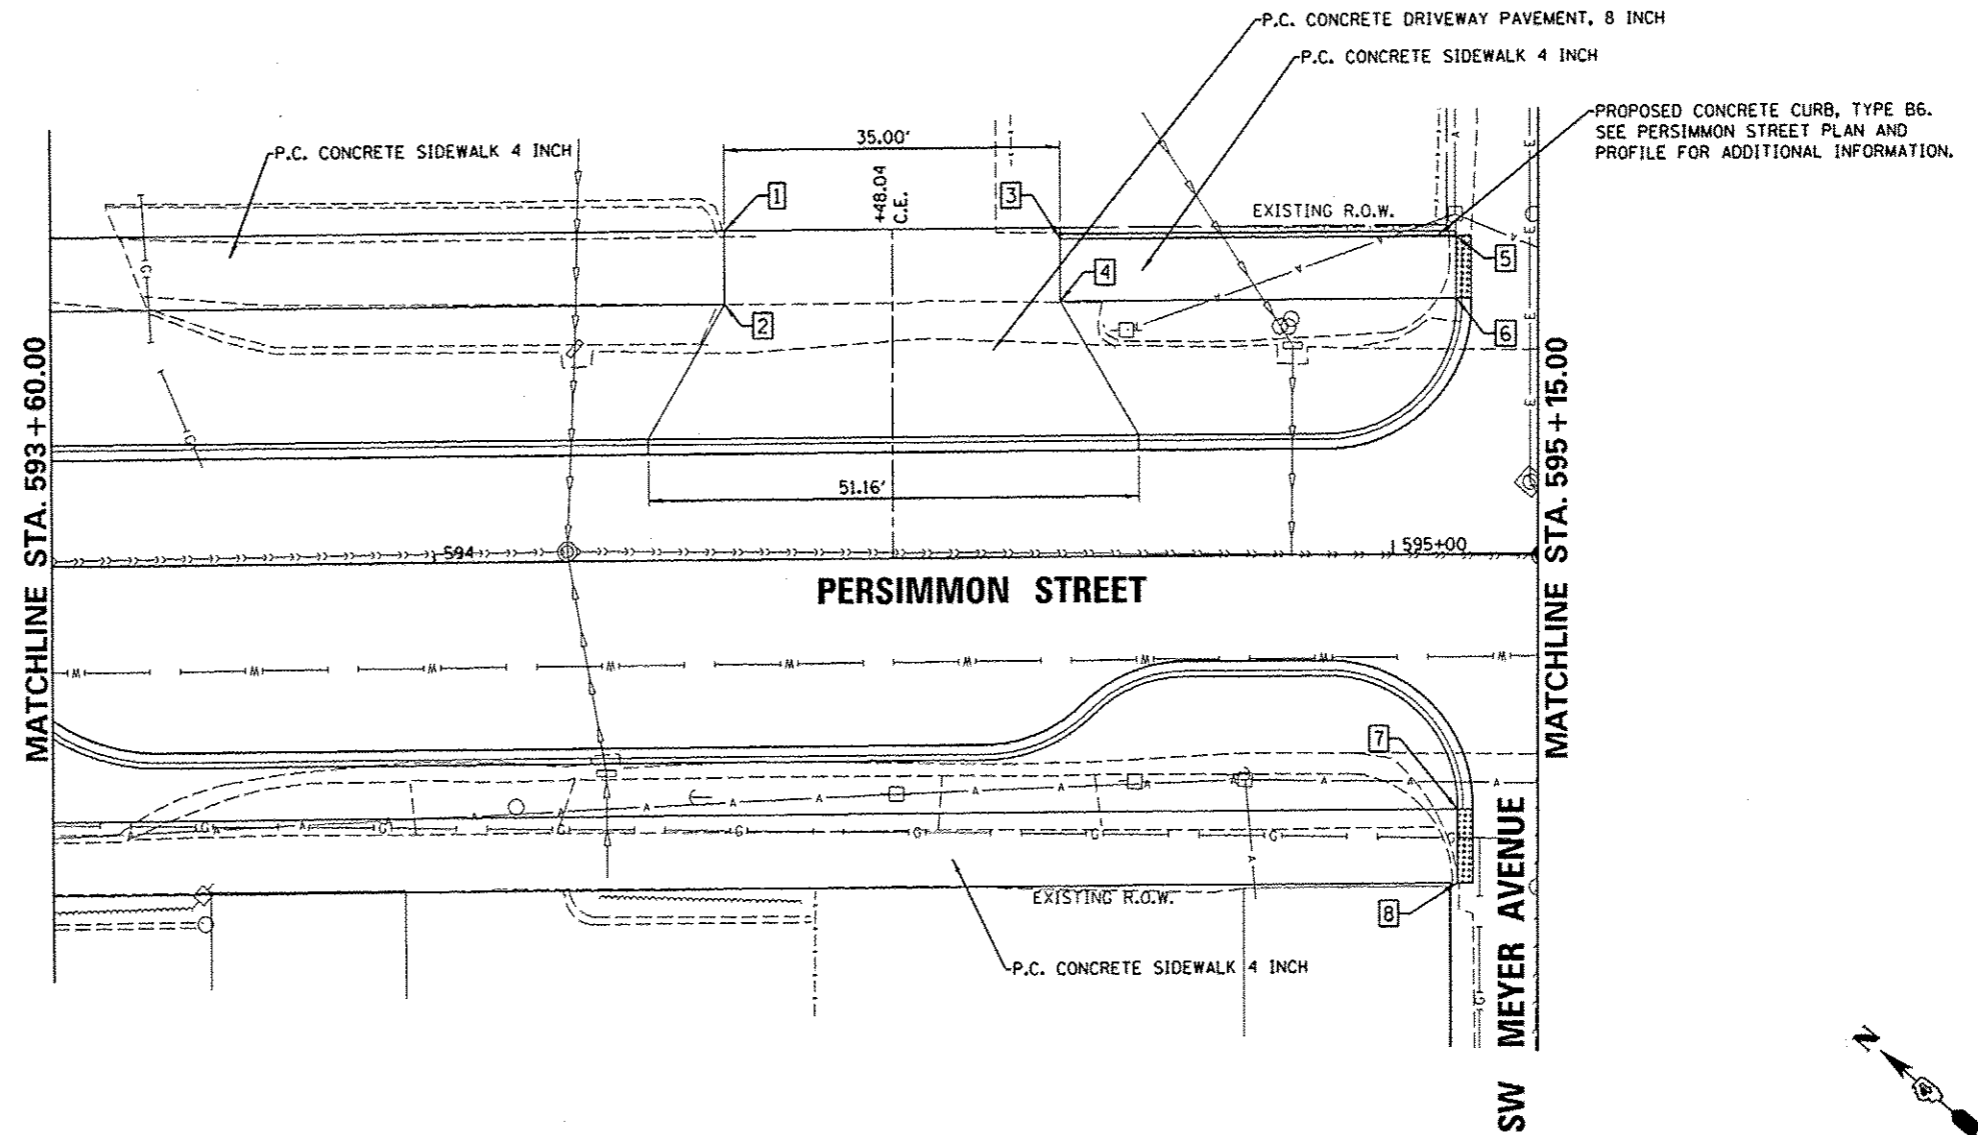 P.C. CONCRETE DRIVEWAY PAVEMENT, 8 INCH
P.C. CONCRETE SIDEWALK 4 INCH
PROPOSED CONCRETE CURB, TYPE B6.
SEE PERSIMMON STREET PLAN AND
PROFILE FOR ADDITIONAL INFORMATION.
P.C. CONCRETE SIDEWALK 4 INCH
35.00'
+48.04
C.E.
1
3
EXISTING R.O.W.
5
4
2
6
51.16'
MATCHLINE STA. 593+60.00
MATCHLINE STA. 595+15.00
594
595+00
PERSIMMON STREET
W W W W W W W W W
7
A A A A A A A A
G G G G G G G G
8
EXISTING R.O.W.
P.C. CONCRETE SIDEWALK 4 INCH
SW MEYER AVENUE
N